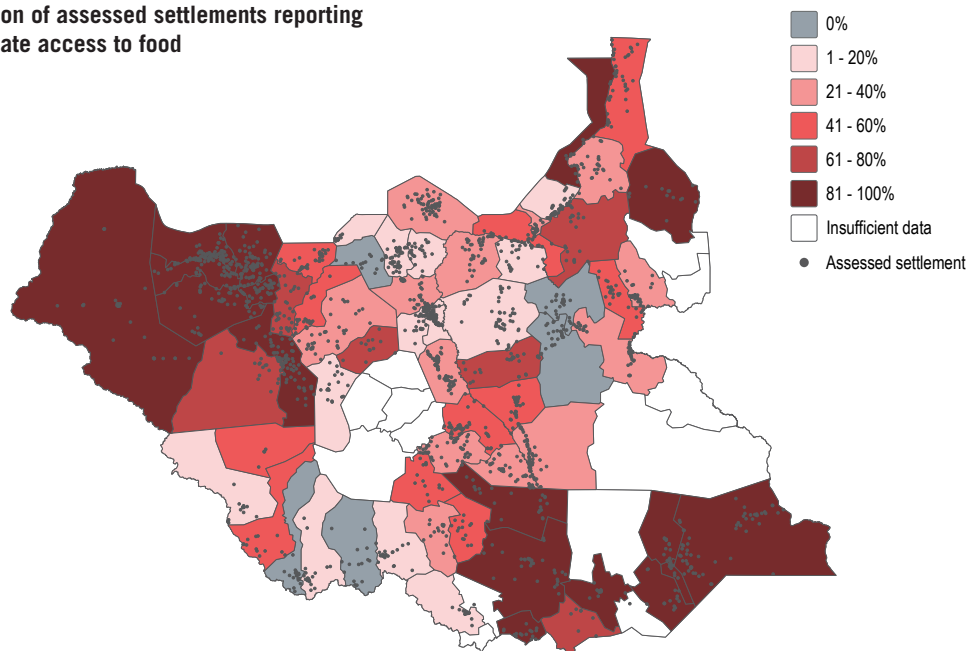 on of assessed settlements reporting
ate access to food
0%
1 - 20%
21 - 40%
41 - 60%
61 - 80%
81 - 100%
Insufficient data
Assessed settlement